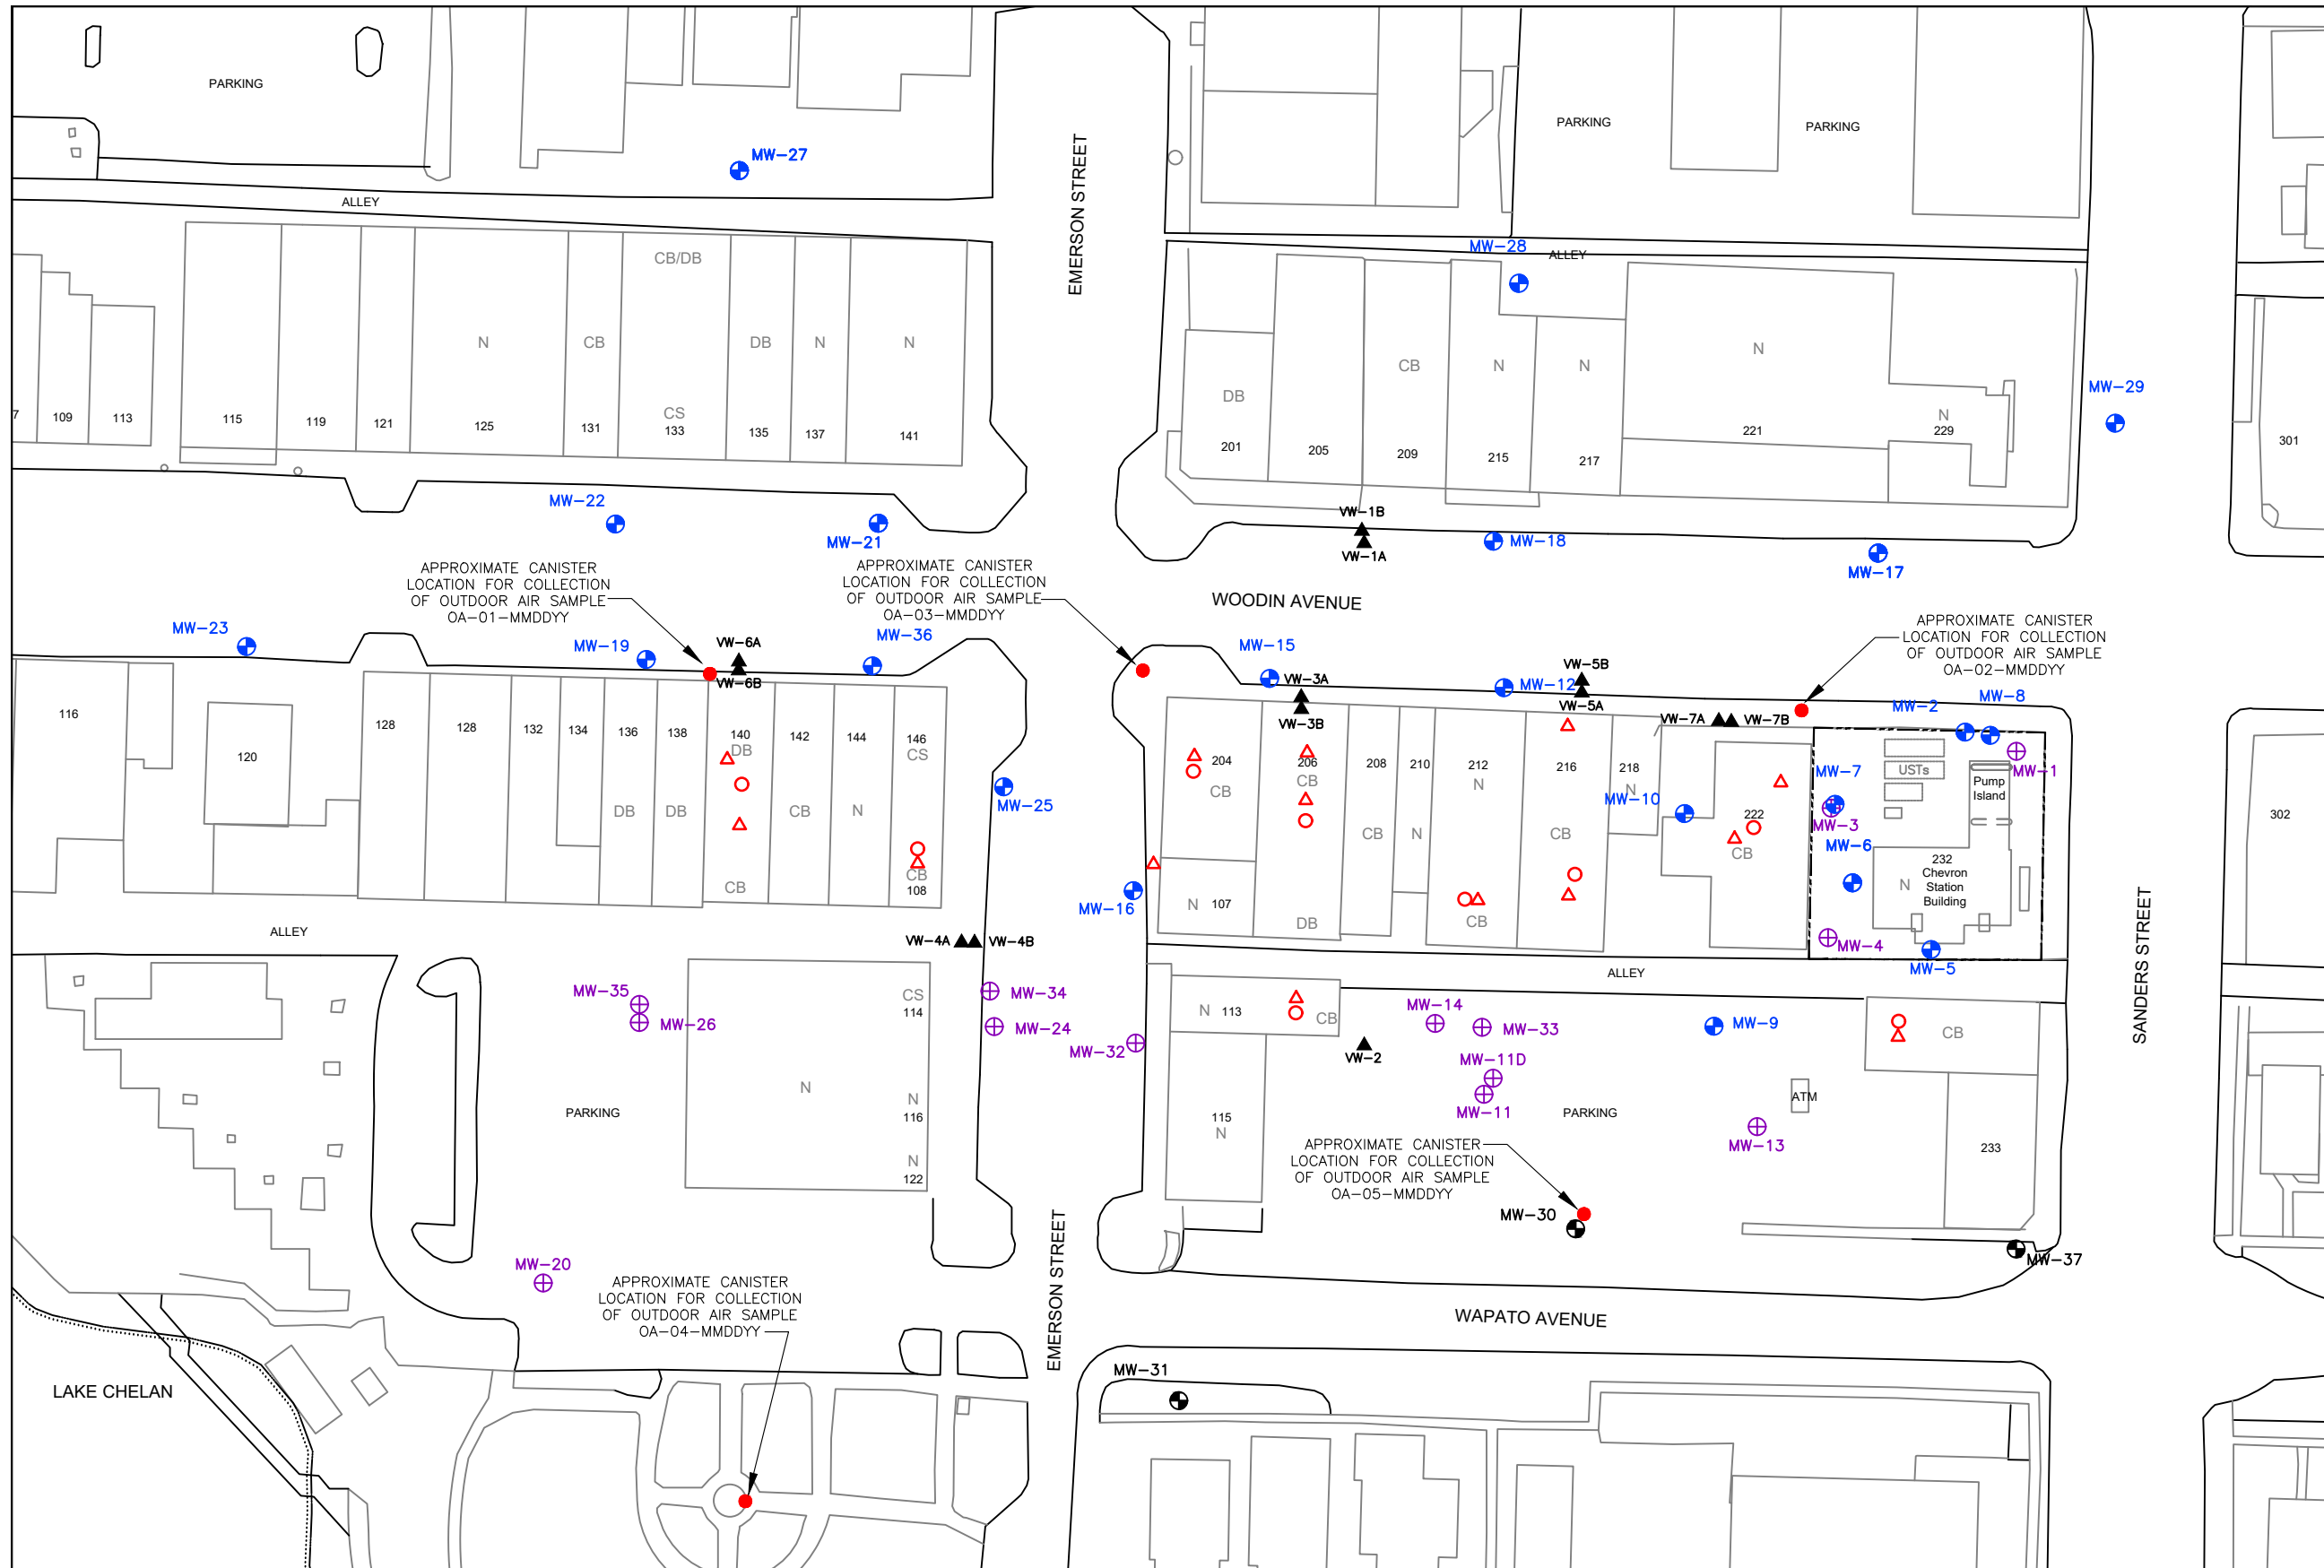 PARKING
PARKING
PARKING
MW-27
EMERSON STREET
ALLEY
MW-28
ALLEY
CB/DB
N
CB
DB
N
N
DB
CB
N
N
N
MW-29
7
109
113
115
119
121
125
131
CS
133
135
137
141
201
205
209
215
217
221
N
229
301
MW-22
MW-21
VW-1B
VW-1A
MW-18
MW-17
APPROXIMATE CANISTER
LOCATION FOR COLLECTION
OF OUTDOOR AIR SAMPLE
OA-01-MMDDYY
APPROXIMATE CANISTER
LOCATION FOR COLLECTION
OF OUTDOOR AIR SAMPLE
OA-03-MMDDYY
WOODIN AVENUE
APPROXIMATE CANISTER
LOCATION FOR COLLECTION
OF OUTDOOR AIR SAMPLE
OA-02-MMDDYY
MW-23
MW-19
VW-6A
VW-6B
MW-36
MW-15
VW-3A
VW-3B
MW-12
VW-5B
VW-5A
VW-7A
VW-7B
MW-2
MW-8
116
120
128
128
132
134
136
138
140
DB
142
144
146
CS
DB
DB
CB
N
CB
CB
108
MW-25
204
CB
206
CB
208
CB
210
N
212
N
216
CB
218
N
MW-10
222
CB
MW-7
MW-3
MW-6
USTs
Pump
Island
MW-1
232
Chevron
Station
Building
N
302
MW-16
N
107
DB
CB
MW-4
MW-5
SANDERS STREET
ALLEY
VW-4A
VW-4B
ALLEY
MW-35
MW-26
CS
114
MW-34
MW-24
MW-32
N
113
CB
VW-2
MW-14
MW-33
MW-11D
MW-11
MW-9
CB
PARKING
N
N
116
N
122
115
N
PARKING
ATM
MW-13
233
APPROXIMATE CANISTER
LOCATION FOR COLLECTION
OF OUTDOOR AIR SAMPLE
OA-05-MMDDYY
MW-30
MW-37
MW-20
APPROXIMATE CANISTER
LOCATION FOR COLLECTION
OF OUTDOOR AIR SAMPLE
OA-04-MMDDYY
EMERSON STREET
WAPATO AVENUE
MW-31
LAKE CHELAN